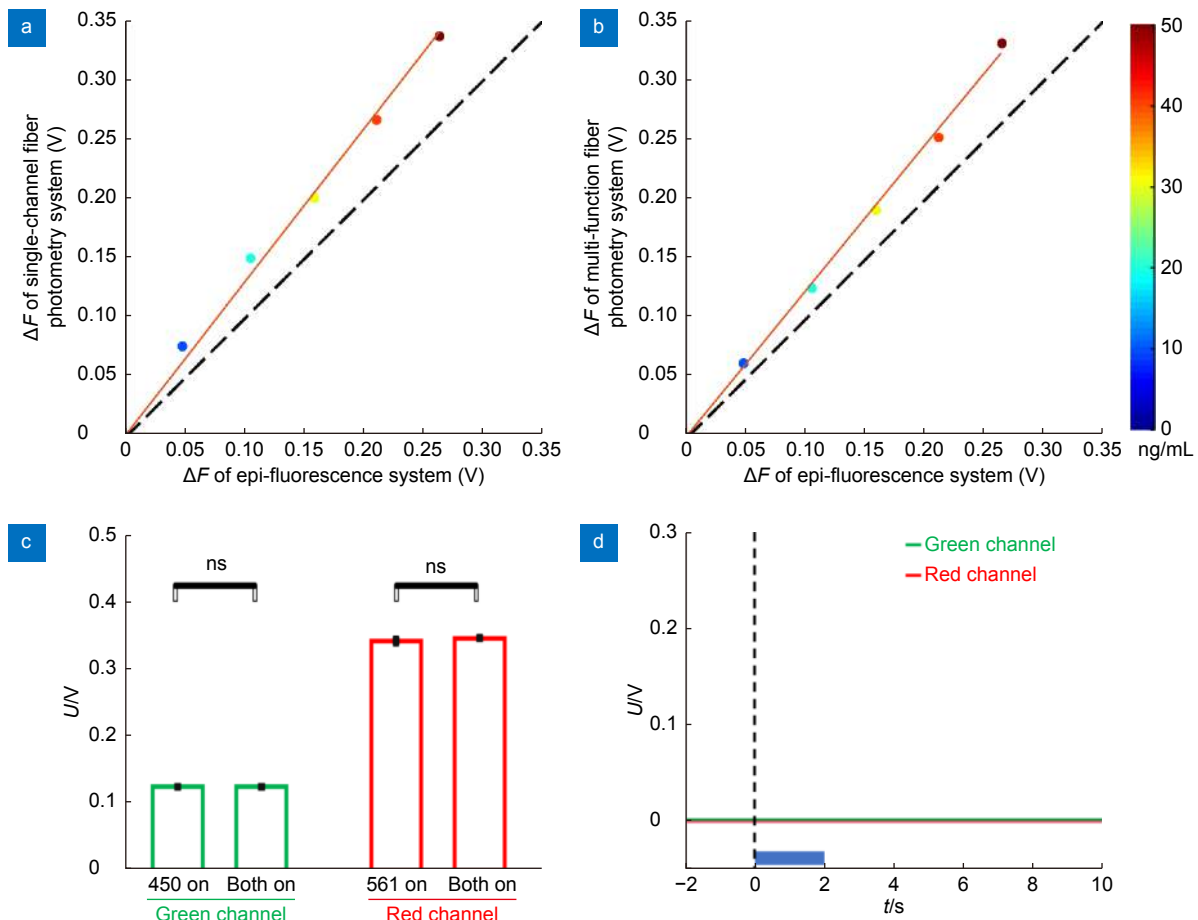 a
0.35
0.30
0.20
0.15
0.10
0.05
0
0 0.05 0.10 0.15 0.20 0.25 0.30 0.35
ΔF of single-channel fiber
photometry system (V)
ΔF of epi-fluorescence system (V)
b
0.35
0.30
0.20
0.15
0.10
0.05
0
0 0.05 0.10 0.15 0.20 0.25 0.30 0.35
ΔF of multi-function fiber
photometry system (V)
ΔF of epi-fluorescence system (V)
50
40
30
20
10
0
ng/mL
c
0.5
0.4
0.3
0.2
0.1
0
U/V
ns
ns
450 on Both on
Green channel
561 on Both on
Red channel
d
0.3
0.2
0.1
0
U/V
Green channel
Red channel
−2 0 2 4 6 8 10
t/s